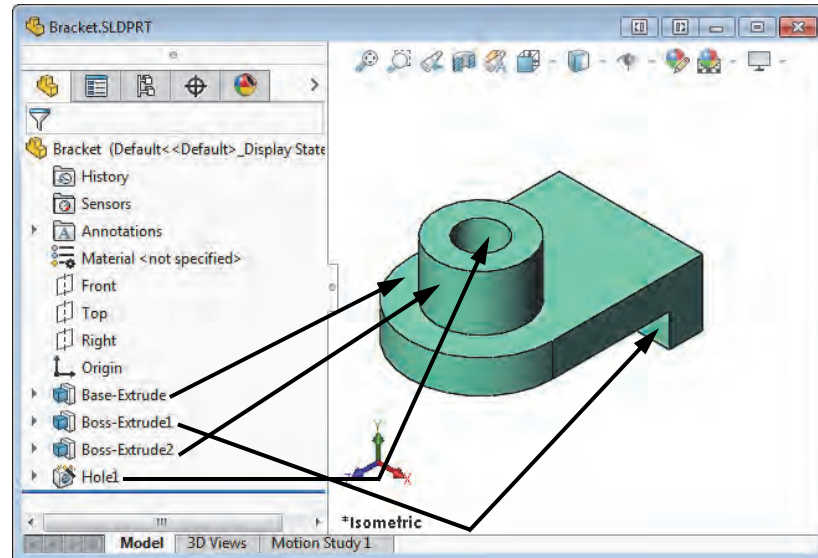 Bracket.SLDPRT
Bracket (Default<<Default>_Display State
History
Sensors
A Annotations
Material <not specified>
Front
Top
Right
Origin
Base-Extrude
Boss-Extrude1
Boss-Extrude2
Hole1
Y
Z
X
*Isometric
Model 3D Views Motion Study 1